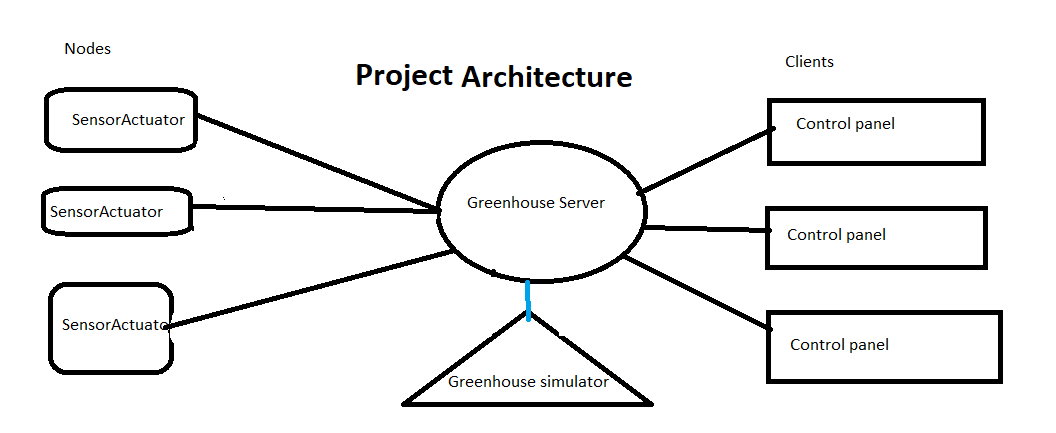 Nodes
Project Architecture
Clients
SensorActuator
Control panel
SensorActuator
Greenhouse Server
Control panel
SensorActuato
Control panel
Greenhouse simulator